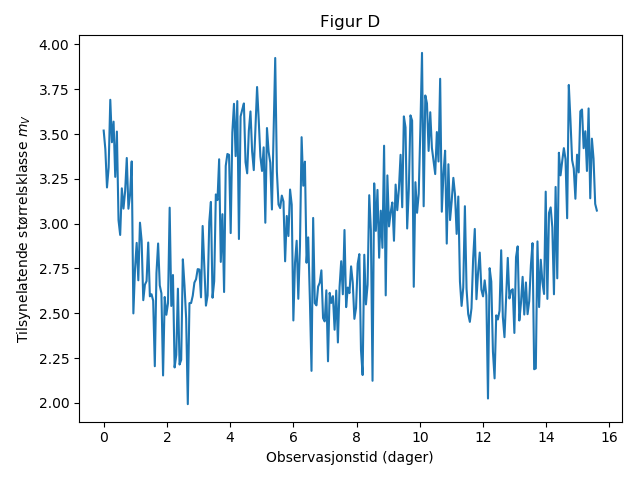 Figur D
Tilsynelatende størrelsklasse m_V
4.00
3.75
3.50
3.25
3.00
2.75
2.50
2.25
2.00
0 2 4 6 8 10 12 14 16
Observasjonstid (dager)